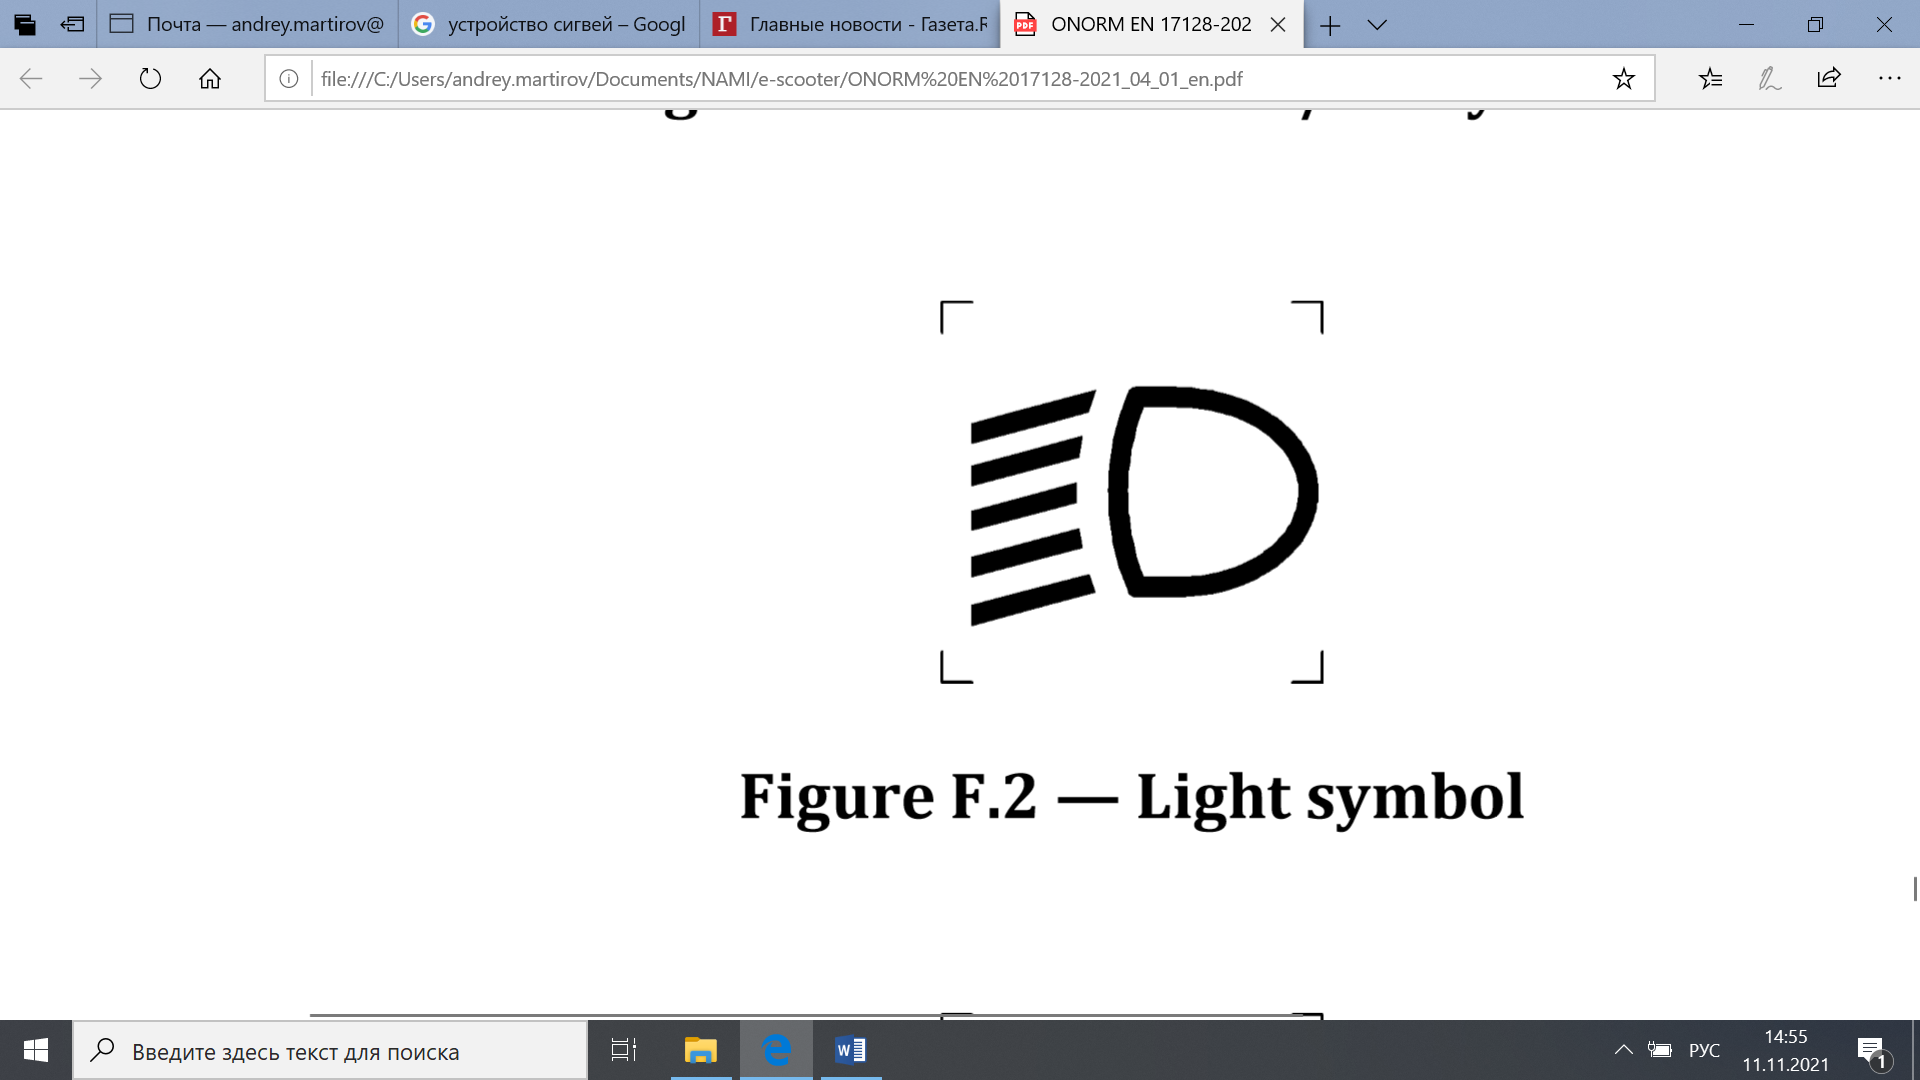 Почта — andrey.martirov@
устройство сигвей – Googl
Главные новости - Газета.R
ONORM EN 17128-202
file:///C:/Users/andrey.martirov/Documents/NAMI/e-scooter/ONORM%20EN%2017128-2021_04_01_en.pdf
Figure F.2 — Light symbol
Введите здесь текст для поиска
РУС
14:55
11.11.2021
1